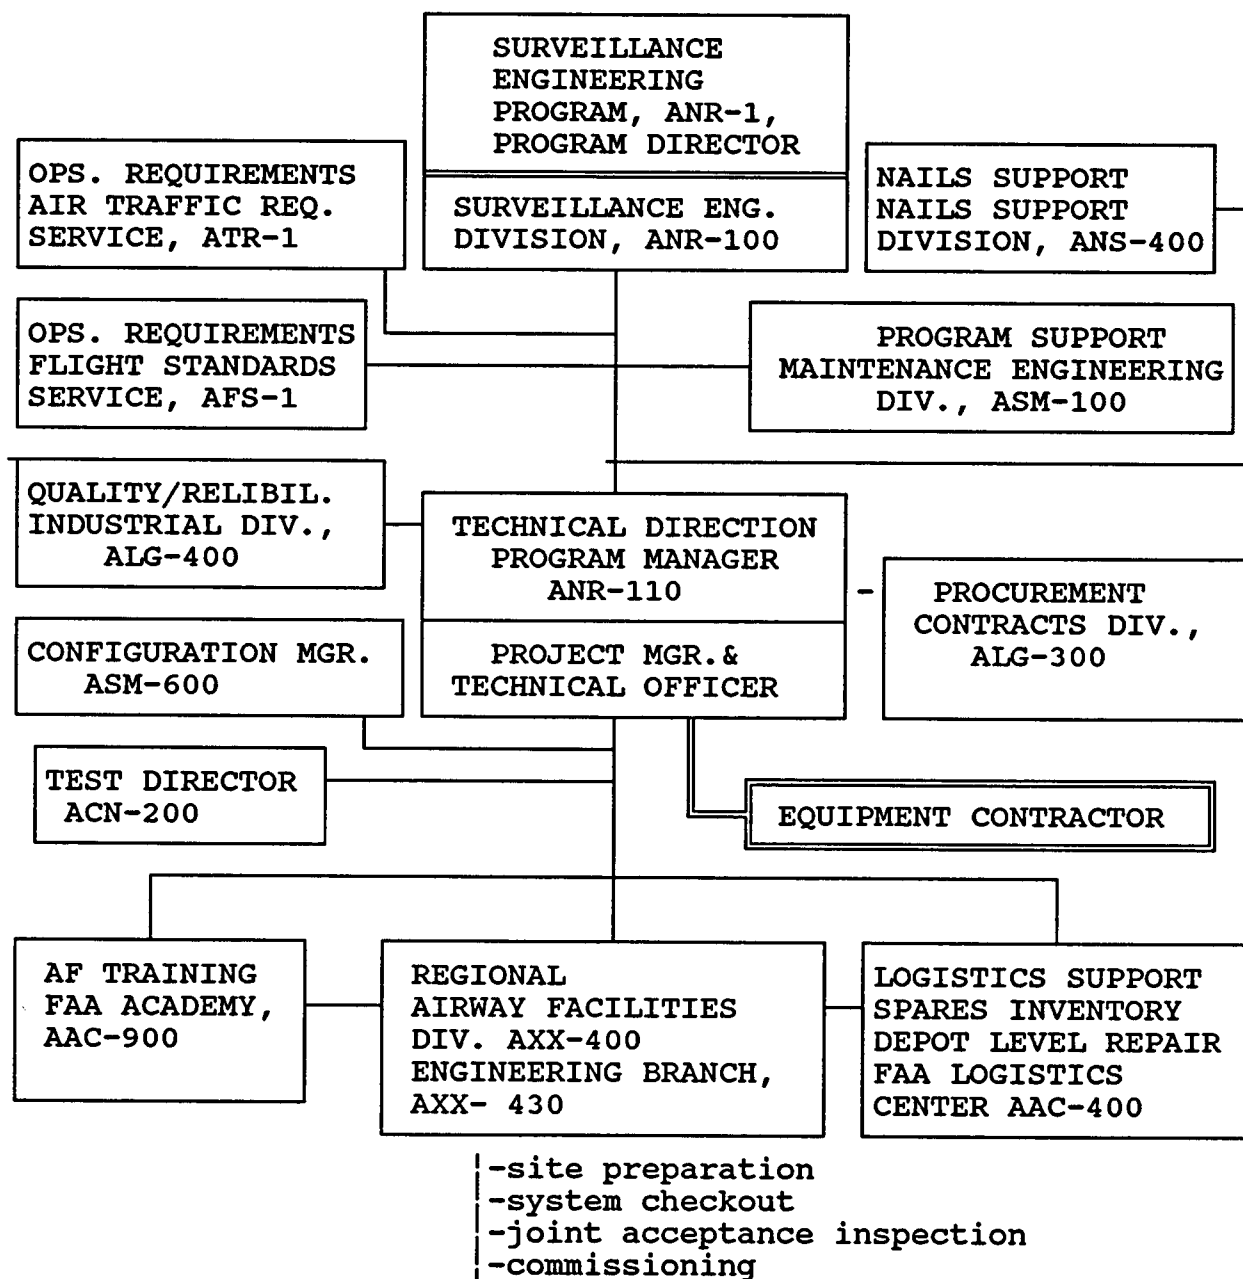 SURVEILLANCE
ENGINEERING
PROGRAM, ANR-1,
PROGRAM DIRECTOR
SURVEILLANCE ENG.
DIVISION, ANR-100
OPS. REQUIREMENTS
AIR TRAFFIC REQ.
SERVICE, ATR-1
NAILS SUPPORT
NAILS SUPPORT
DIVISION, ANS-400
OPS. REQUIREMENTS
FLIGHT STANDARDS
SERVICE, AFS-1
PROGRAM SUPPORT
MAINTENANCE ENGINEERING
DIV., ASM-100
QUALITY/RELIBIL.
INDUSTRIAL DIV.,
ALG-400
TECHNICAL DIRECTION
PROGRAM MANAGER
ANR-110
PROJECT MGR.&
TECHNICAL OFFICER
PROCUREMENT
CONTRACTS DIV.,
ALG-300
CONFIGURATION MGR.
ASM-600
TEST DIRECTOR
ACN-200
EQUIPMENT CONTRACTOR
AF TRAINING
FAA ACADEMY,
AAC-900
REGIONAL
AIRWAY FACILITIES
DIV. AXX-400
ENGINEERING BRANCH,
AXX- 430
LOGISTICS SUPPORT
SPARES INVENTORY
DEPOT LEVEL REPAIR
FAA LOGISTICS
CENTER AAC-400
-site preparation
-system checkout
-joint acceptance inspection
-commissioning